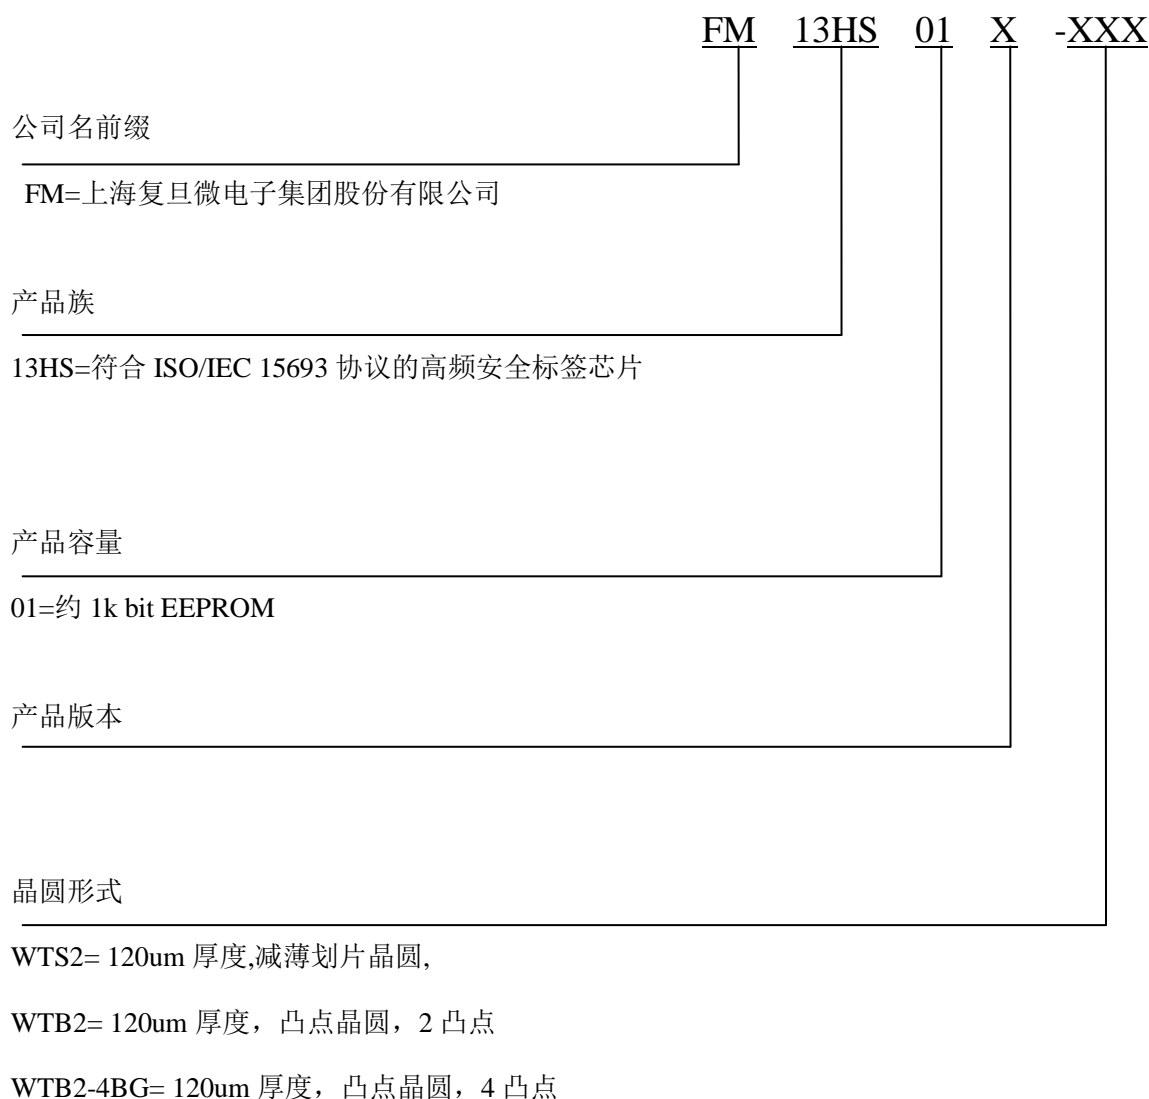 FM 13HS 01 X -XXX
公司名前缀
FM=上海复旦微电子集团股份有限公司
产品族
13HS=符合 ISO/IEC 15693 协议的高频安全标签芯片
产品容量
01=约 1k bit EEPROM
产品版本
晶圆形式
WTS2= 120um 厚度,减薄划片晶圆,
WTB2= 120um 厚度，凸点晶圆，2 凸点
WTB2-4BG= 120um 厚度，凸点晶圆，4 凸点